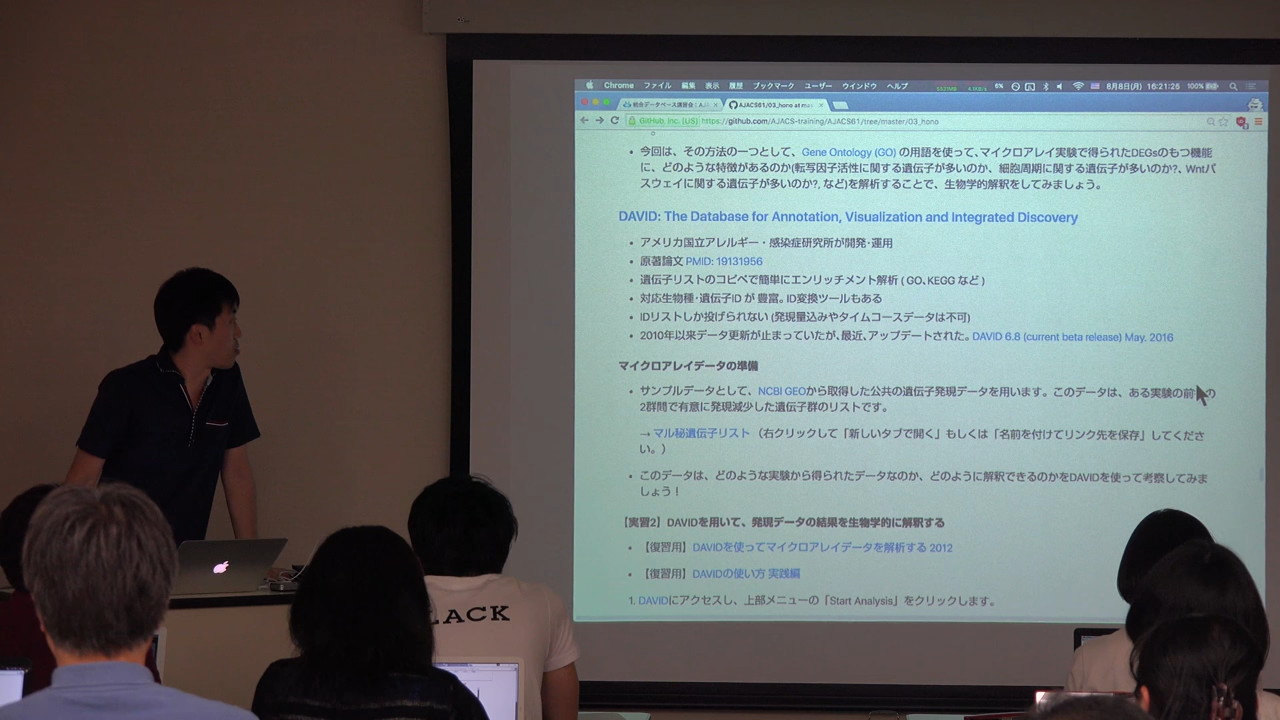 Chrome ファイル 編集 表示 履歴 ブックマーク ユーザー ウインドウ ヘルプ 6% 8月8日(月) 16:21:25 100%
統合データベース講習会：AJ AJACS61/03_hono at mas
GitHub, Inc. [US] https://github.com/AJACS-training/AJACS61/tree/master/03_hono
今回は、その方法の一つとして、Gene Ontology (GO) の用語を使って、マイクロアレイ実験で得られたDEGsのもつ機能
に、どのような特徴があるのか(転写因子活性に関する遺伝子が多いのか、細胞周期に関する遺伝子が多いのか?、Wntパ
スウェイに関する遺伝子が多いのか?, など)を解析することで、生物学的解釈をしてみましょう。
DAVID: The Database for Annotation, Visualization and Integrated Discovery
アメリカ国立アレルギー・感染症研究所が開発･運用
原著論文 PMID: 19131956
遺伝子リストのコピペで簡単にエンリッチメント解析 ( GO、KEGG など )
対応生物種･遺伝子ID が 豊富。ID変換ツールもある
IDリストしか投げられない (発現量込みやタイムコースデータは不可)
2010年以来データ更新が止まっていたが、最近、アップデートされた。DAVID 6.8 (current beta release) May. 2016
マイクロアレイデータの準備
サンプルデータとして、NCBI GEOから取得した公共の遺伝子発現データを用います。このデータは、ある実験の前 の
2群間で有意に発現減少した遺伝子群のリストです。
→ マル秘遺伝子リスト （右クリックして「新しいタブで開く」もしくは「名前を付けてリンク先を保存」してくださ
い。）
このデータは、どのような実験から得られたデータなのか、どのように解釈できるのかをDAVIDを使って考察してみま
しょう！
【実習2】DAVIDを用いて、発現データの結果を生物学的に解釈する
【復習用】DAVIDを使ってマイクロアレイデータを解析する 2012
【復習用】DAVIDの使い方 実践編
1. DAVIDにアクセスし、上部メニューの「Start Analysis」をクリックします。
LACK